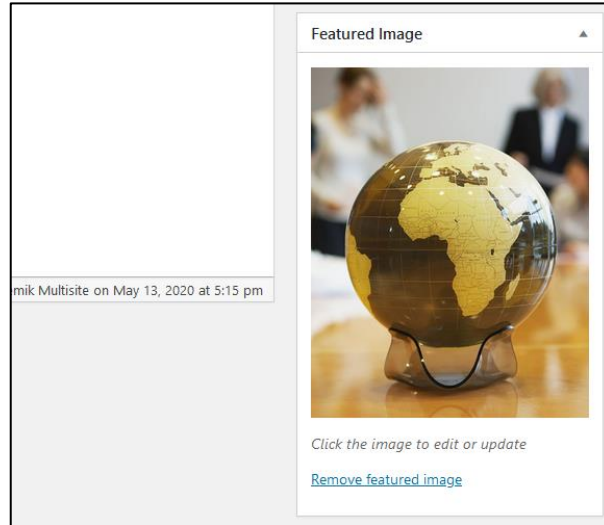 Featured Image
emik Multisite on May 13, 2020 at 5:15 pm
Click the image to edit or update
Remove featured image